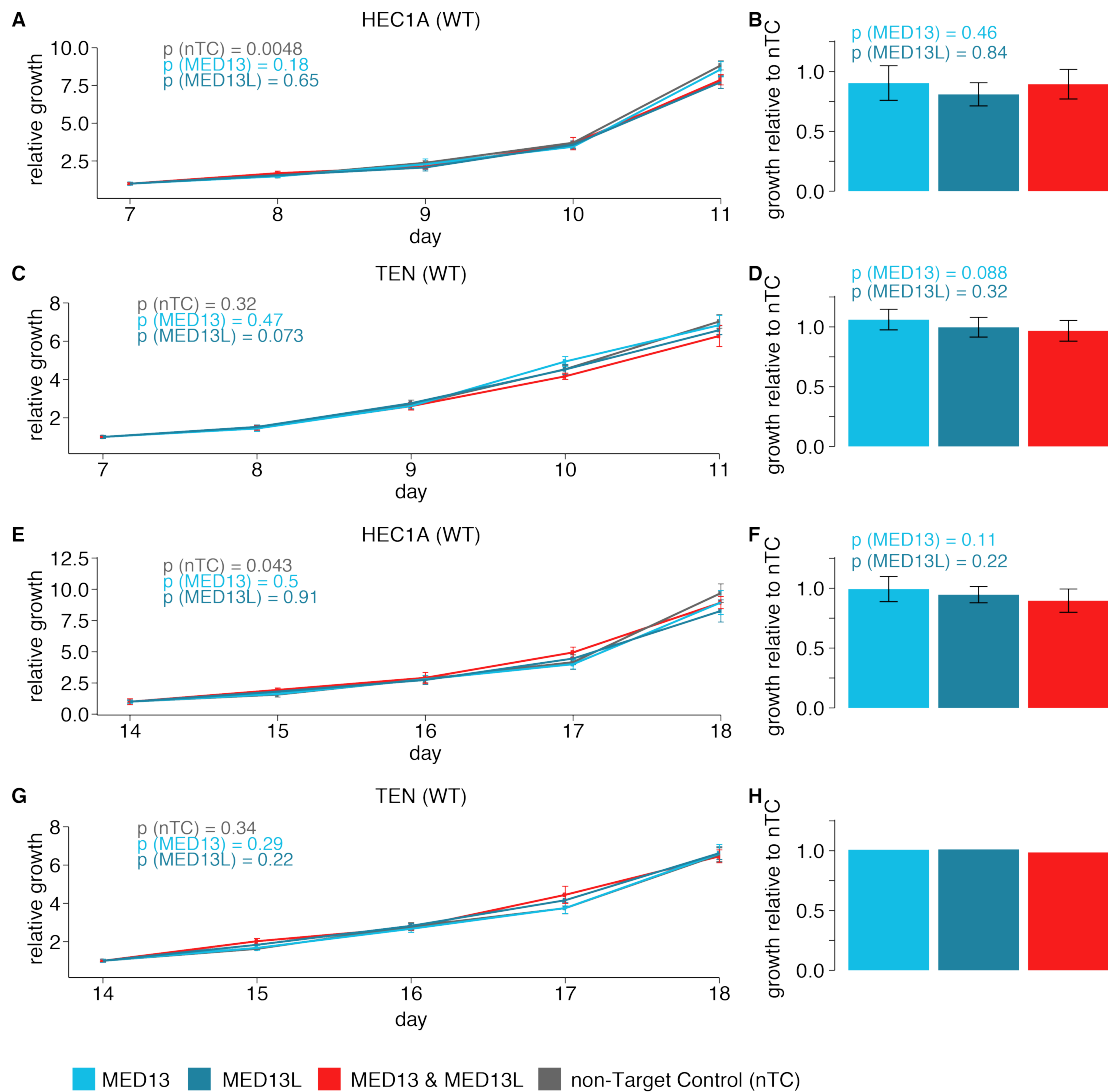 A
HEC1A (WT)
p (nTC) = 0.0048
p (MED13) = 0.18
p (MED13L) = 0.65
relative growth
10.0
7.5
5.0
2.5
7 8 9 10 11
day
B
p (MED13) = 0.46
p (MED13L) = 0.84
growth relative to nTC
1.0
0.5
0.0
C
TEN (WT)
p (nTC) = 0.32
p (MED13) = 0.47
p (MED13L) = 0.073
relative growth
8
6
4
2
7 8 9 10 11
day
D
p (MED13) = 0.088
p (MED13L) = 0.32
growth relative to nTC
1.0
0.5
0.0
E
HEC1A (WT)
p (nTC) = 0.043
p (MED13) = 0.5
p (MED13L) = 0.91
relative growth
12.5
10.0
7.5
5.0
2.5
0.0
14 15 16 17 18
day
F
p (MED13) = 0.11
p (MED13L) = 0.22
growth relative to nTC
1.0
0.5
0.0
G
TEN (WT)
p (nTC) = 0.34
p (MED13) = 0.29
p (MED13L) = 0.22
relative growth
8
6
4
2
14 15 16 17 18
day
H
growth relative to nTC
1.0
0.5
0.0
MED13 MED13L MED13 & MED13L non-Target Control (nTC)